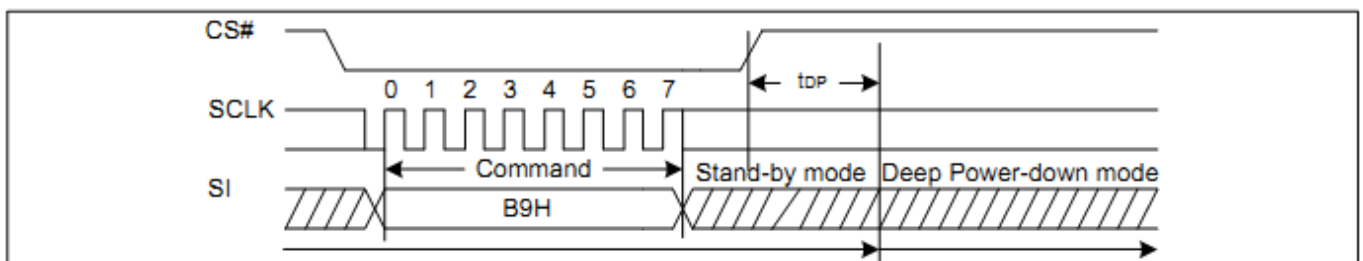 CS#
tDP
0 1 2 3 4 5 6 7
SCLK
Command
Stand-by mode Deep Power-down mode
SI
B9H